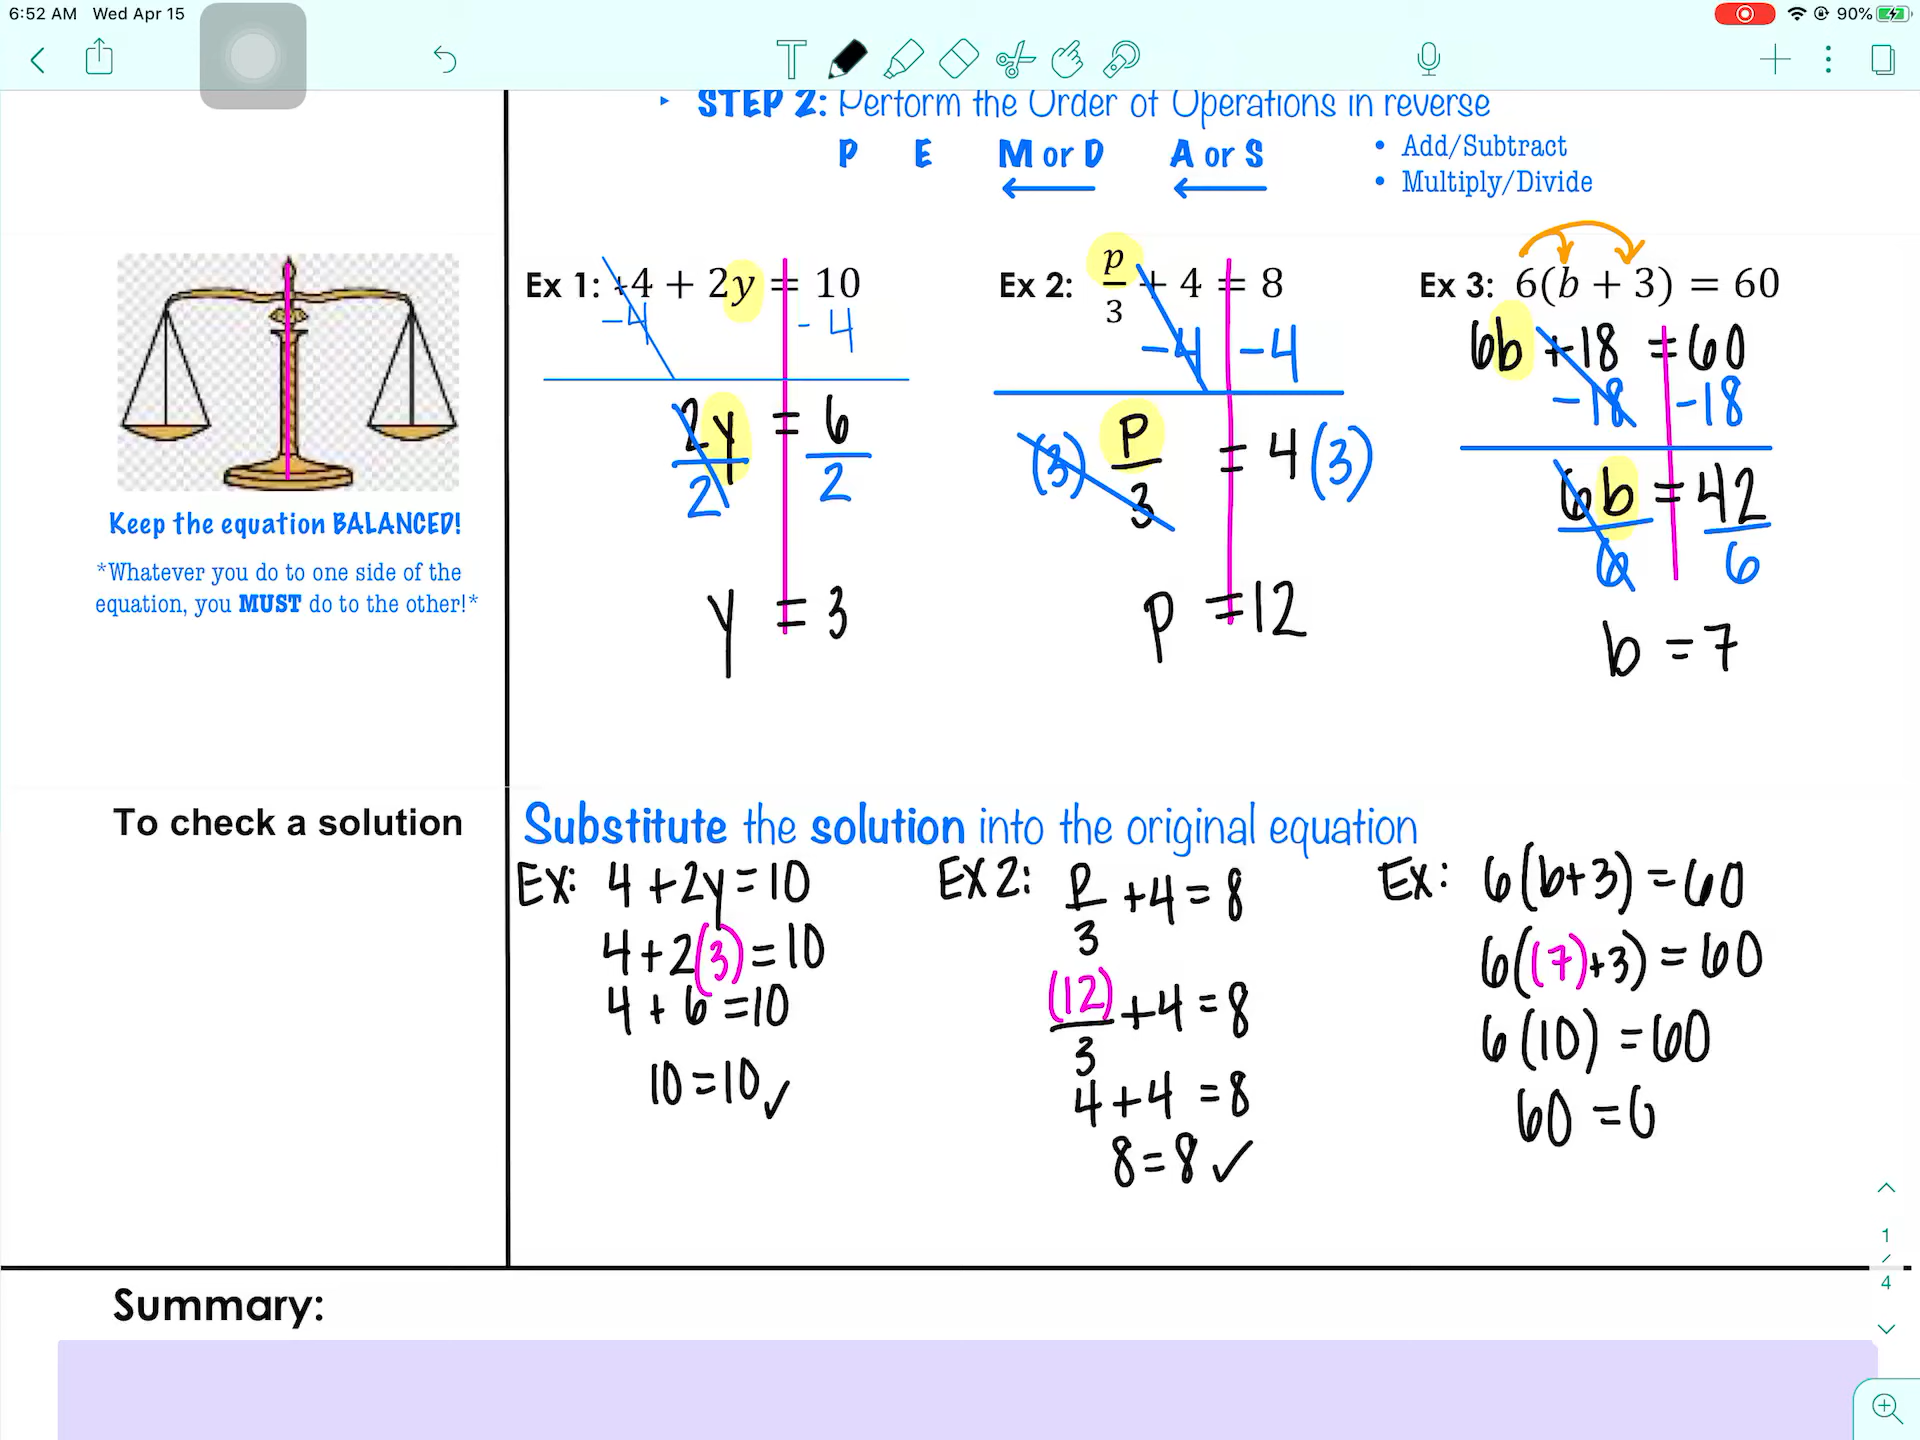 6:52 AM Wed Apr 15
90%
STEP 2: Perform the Order of Operations in reverse
P E M or D A or S
• Add/Subtract
• Multiply/Divide
Ex 1: 4 + 2y = 10
-4 - 4
2y = 6
2 2
y = 3
Ex 2: p/3 + 4 = 8
-4 -4
(3) p/3 = 4(3)
p = 12
Ex 3: 6(b + 3) = 60
6b +18 = 60
-18 -18
6b = 42
6 6
b = 7
Keep the equation BALANCED!
*Whatever you do to one side of the
equation, you MUST do to the other!*
To check a solution
Substitute the solution into the original equation
EX: 4 + 2y = 10
4 + 2(3) = 10
4 + 6 = 10
10 = 10 ✓
EX 2: p/3 + 4 = 8
(12)/3 + 4 = 8
4 + 4 = 8
8 = 8 ✓
EX: 6(b+3) = 60
6((7)+3) = 60
6(10) = 60
60 = 6
1
/
4
Summary: